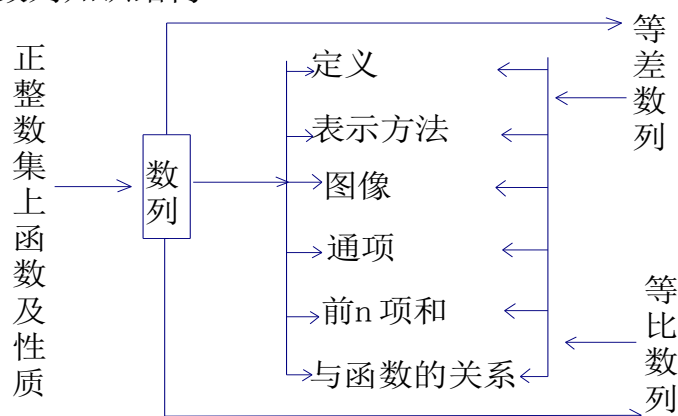 正整数集上函数及性质
数列
定义
表示方法
图像
通项
前n项和
与函数的关系
等差数列
等比数列